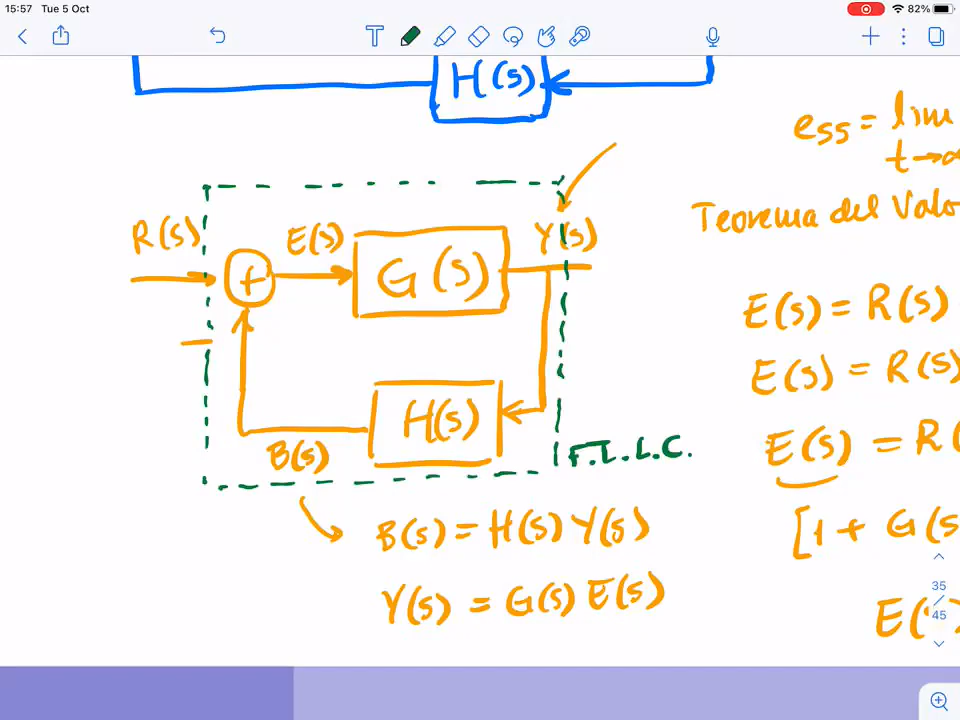 15:57 Tue 5 Oct
82%
H(s)
ess = lim
t→∞
Teorema del Valo
R(s)
E(s)
G(s)
Y(s)
+
−
H(s)
B(s)
F.T.L.C.
B(s) = H(s) Y(s)
Y(s) = G(s) E(s)
E(s) = R(s)
E(s) = R(s)
E(s) = R(
[1 + G(s
E(
35
/
45